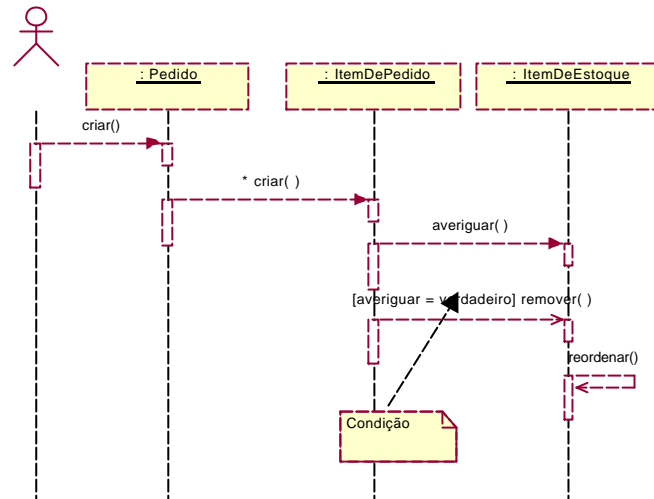 : Pedido
: ItemDePedido
: ItemDeEstoque
criar()
* criar( )
averiguar( )
[averiguar = verdadeiro] remover( )
reordenar()
Condição